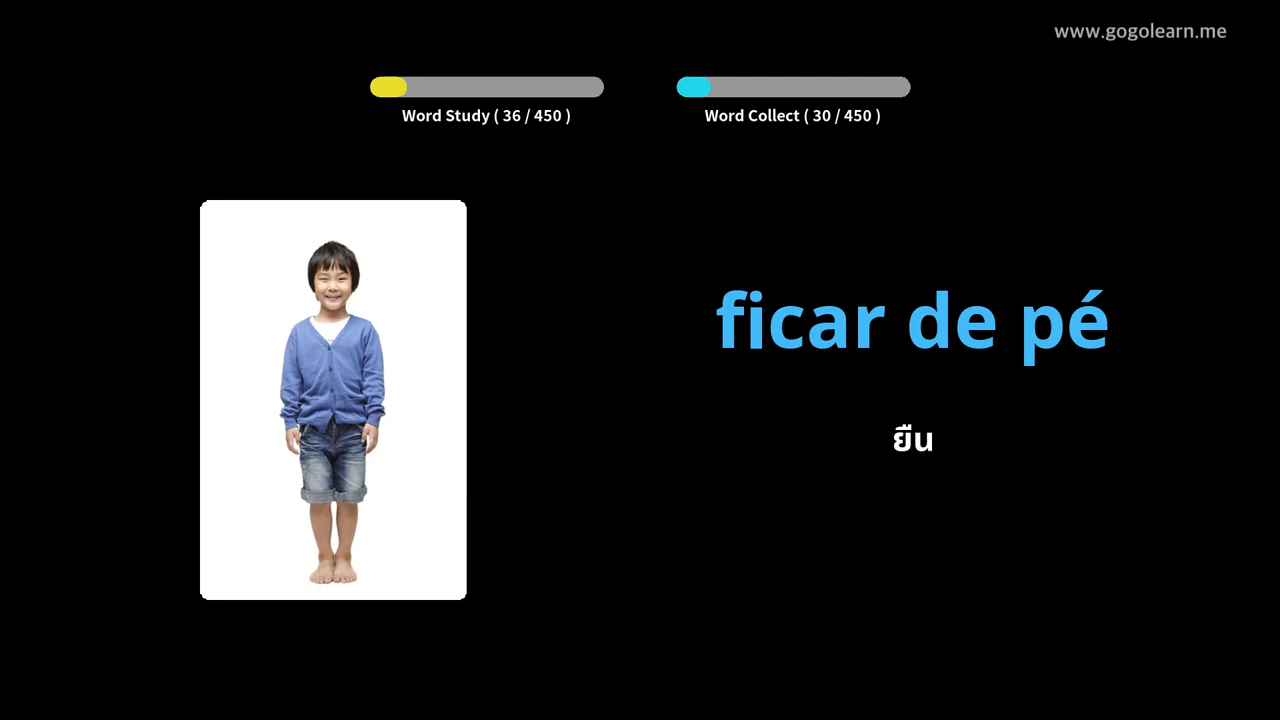 www.gogolearn.me
Word Study ( 36 / 450 )
Word Collect ( 30 / 450 )
ficar de pé
ยืน